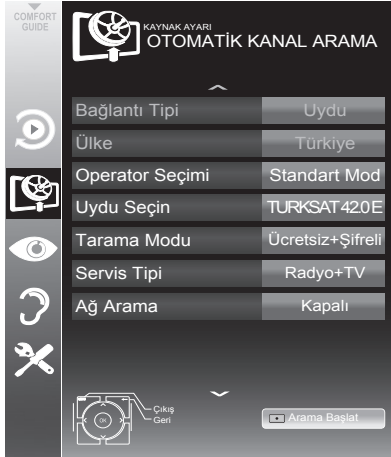 COMFORT
GUIDE
KAYNAK AYARI
OTOMATİK KANAL ARAMA
Bağlantı Tipi Uydu
Ülke Türkiye
Operator Seçimi Standart Mod
Uydu Seçin TURKSAT 42.0 E
Tarama Modu Ücretsiz+Şifreli
Servis Tipi Radyo+TV
Ağ Arama Kapalı
OK
Çıkış
Geri
Arama Başlat